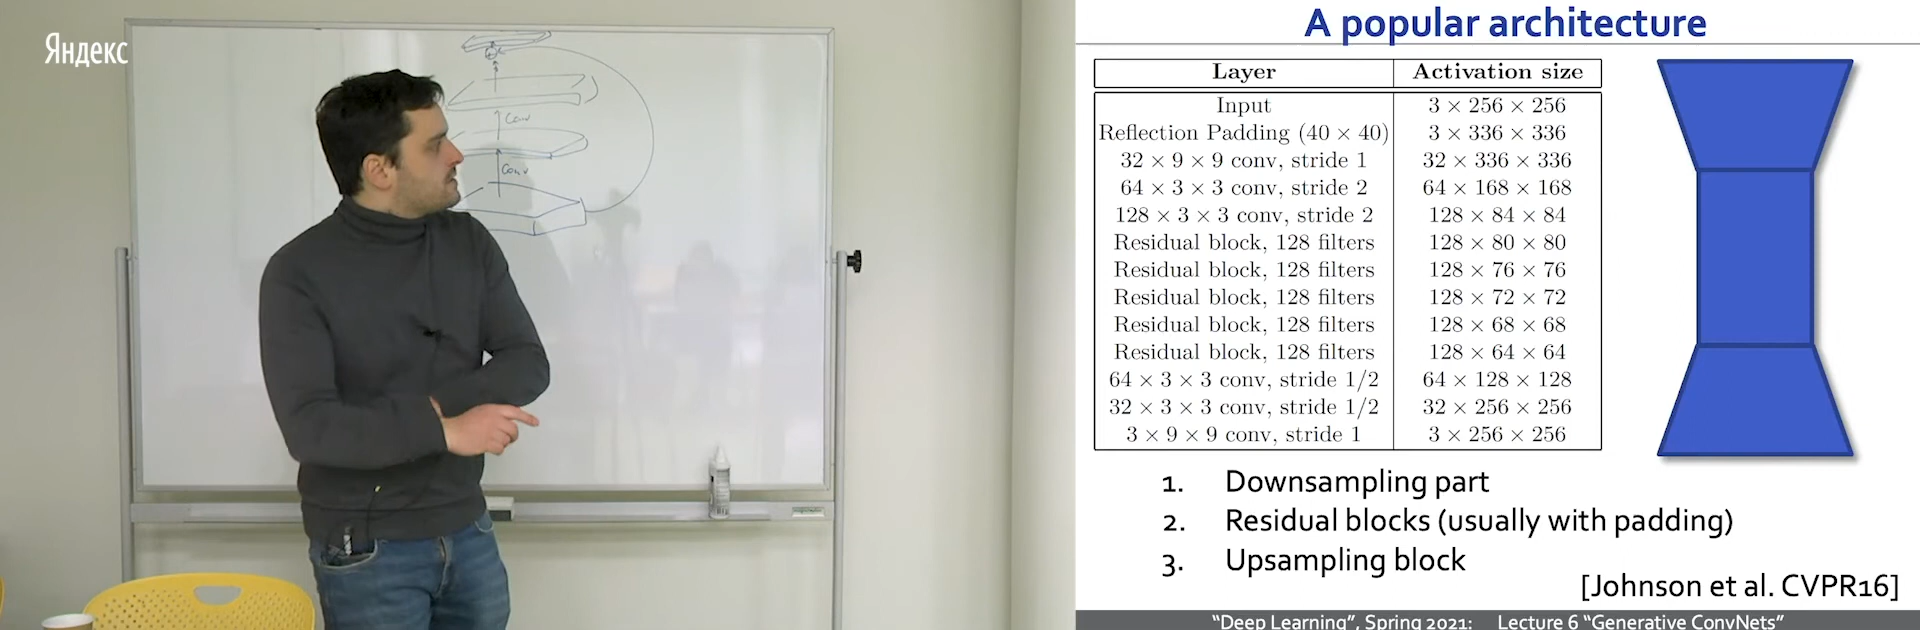 Яндекс
Conv
Conv
A popular architecture
Layer Activation size
Input 3 × 256 × 256
Reflection Padding (40 × 40) 3 × 336 × 336
32 × 9 × 9 conv, stride 1 32 × 336 × 336
64 × 3 × 3 conv, stride 2 64 × 168 × 168
128 × 3 × 3 conv, stride 2 128 × 84 × 84
Residual block, 128 filters 128 × 80 × 80
Residual block, 128 filters 128 × 76 × 76
Residual block, 128 filters 128 × 72 × 72
Residual block, 128 filters 128 × 68 × 68
Residual block, 128 filters 128 × 64 × 64
64 × 3 × 3 conv, stride 1/2 64 × 128 × 128
32 × 3 × 3 conv, stride 1/2 32 × 256 × 256
3 × 9 × 9 conv, stride 1 3 × 256 × 256
1. Downsampling part
2. Residual blocks (usually with padding)
3. Upsampling block
[Johnson et al. CVPR16]
“Deep Learning”, Spring 2021: Lecture 6 “Generative ConvNets”